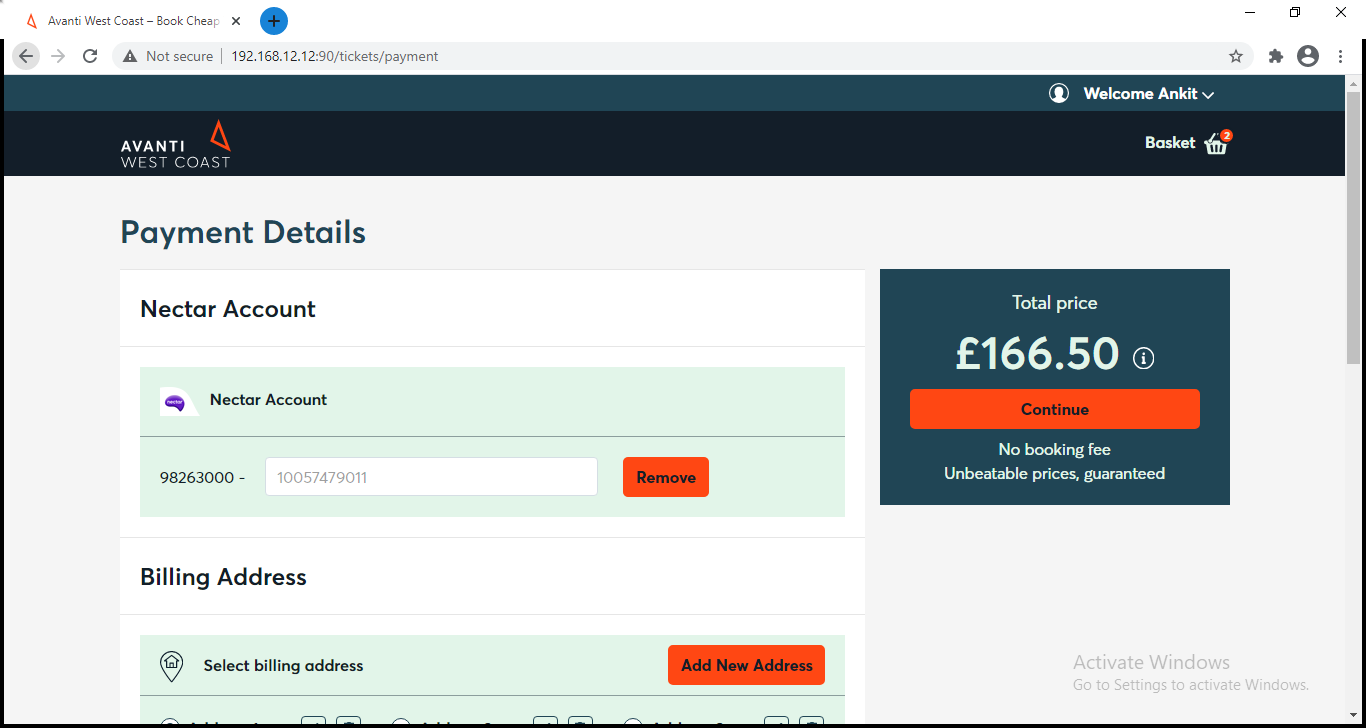 Avanti West Coast – Book Cheap
Not secure
192.168.12.12:90/tickets/payment
Welcome Ankit
AVANTI
WEST COAST
Basket
2
Payment Details
Nectar Account
nectar
Nectar Account
98263000 -
10057479011
Remove
Total price
£166.50
Continue
No booking fee
Unbeatable prices, guaranteed
Billing Address
Select billing address
Add New Address
Activate Windows
Go to Settings to activate Windows.